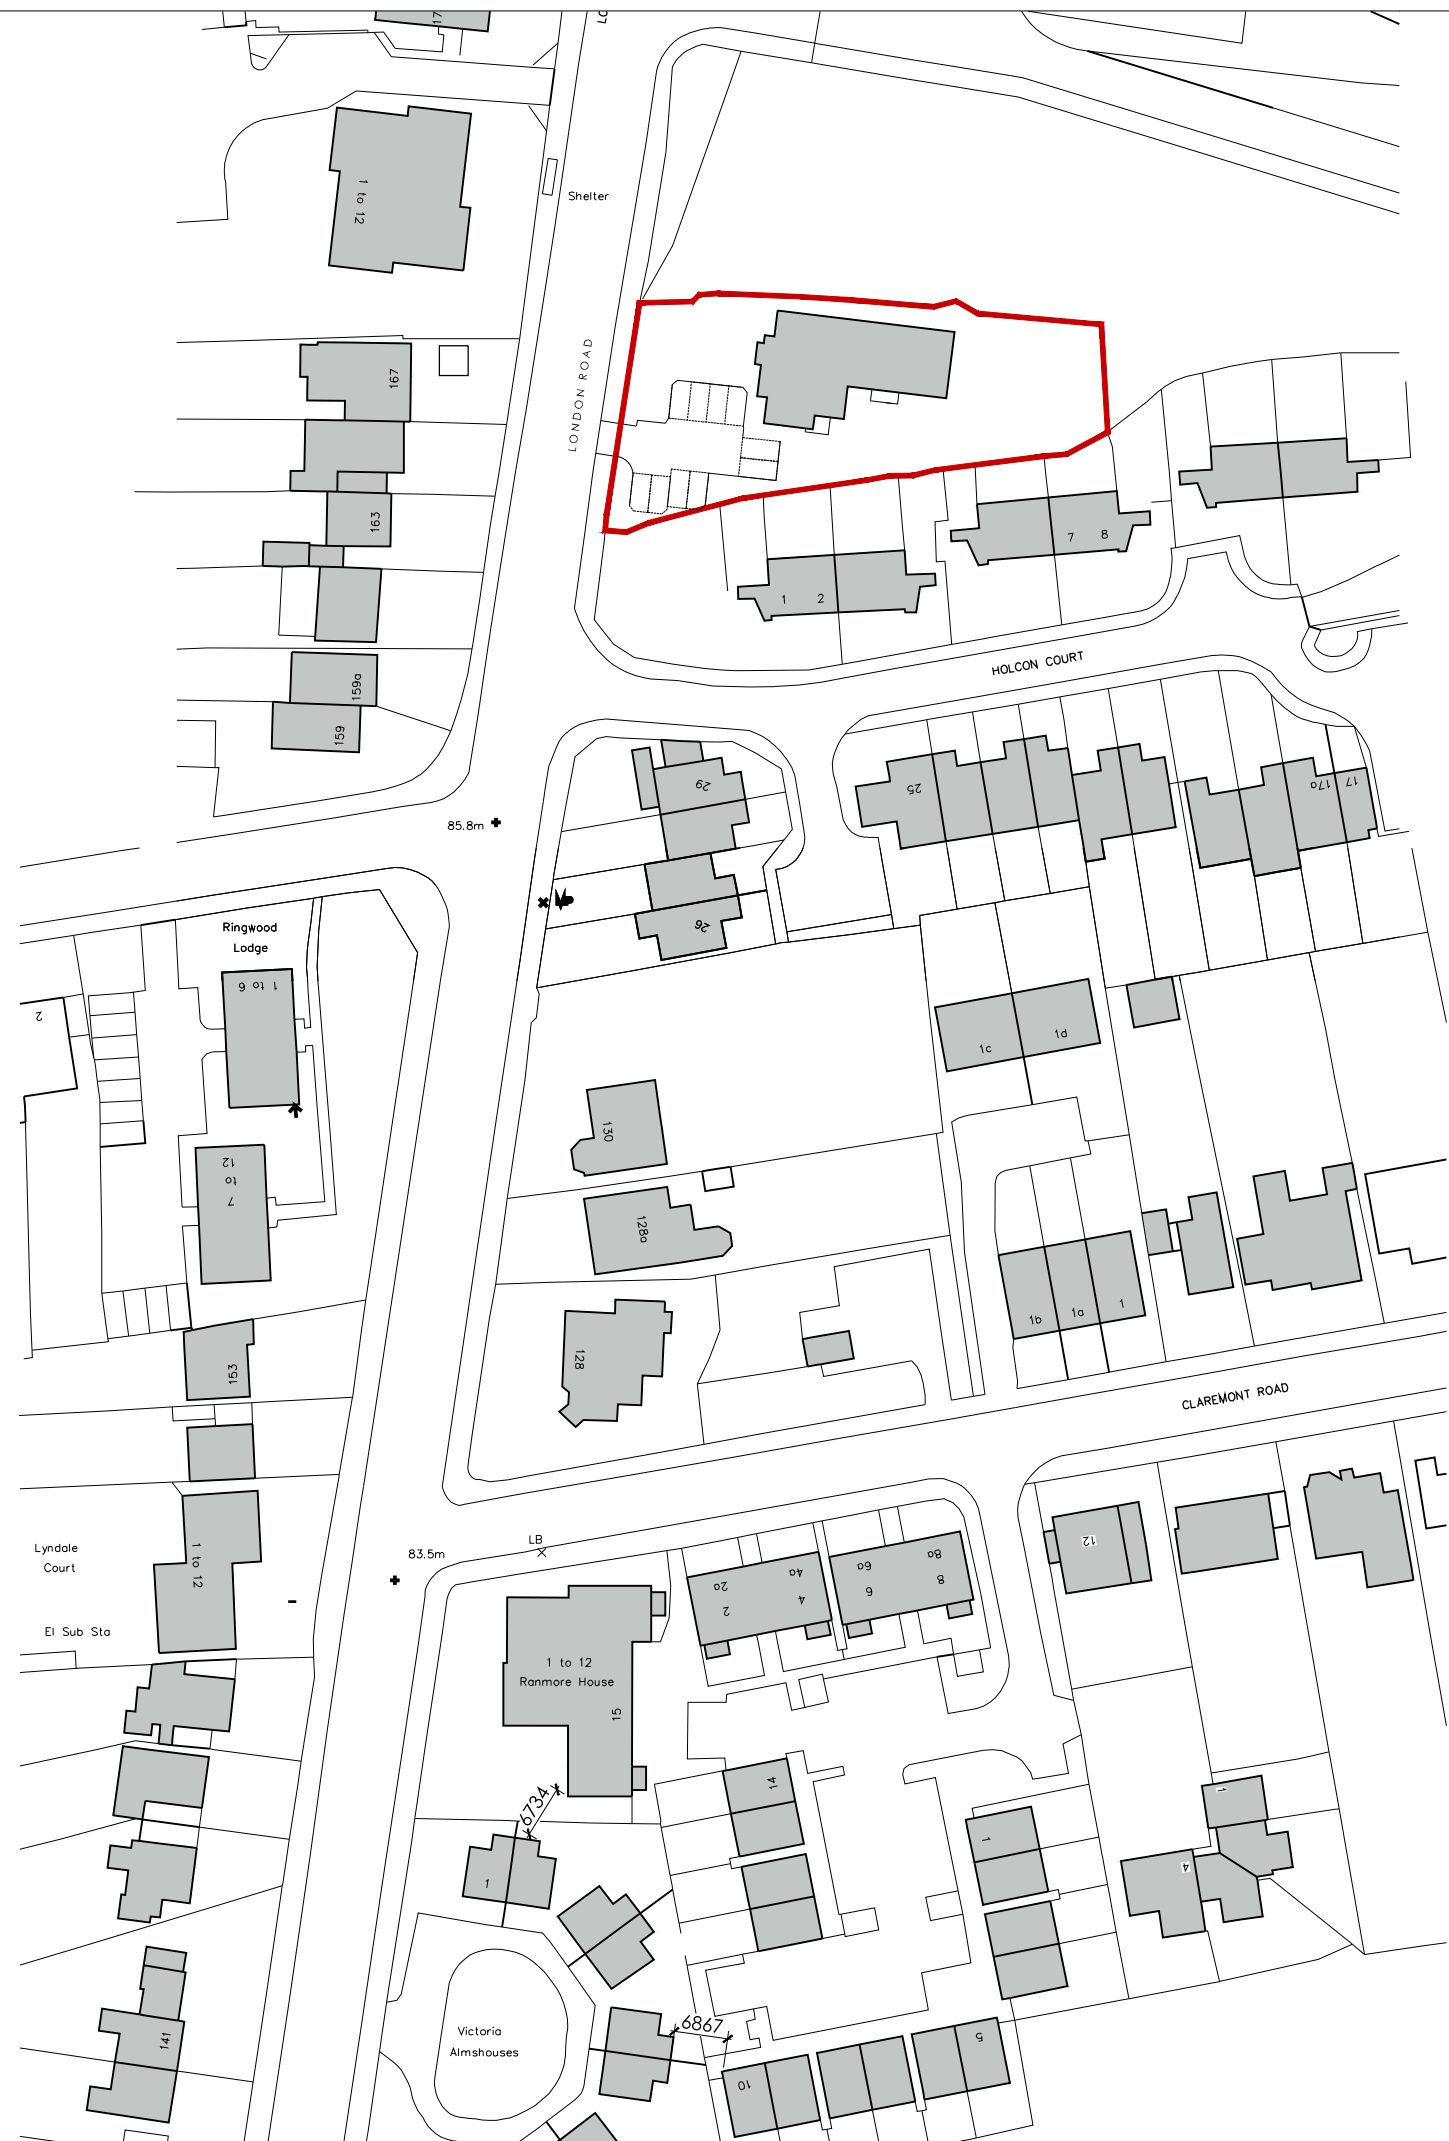 17
LO
1 to 12
Shelter
LONDON ROAD
167
163
159a
159
1
2
7
8
HOLCON COURT
29
25
17a
17
85.8m
26
Ringwood
Lodge
1 to 6
2
1c
1d
130
12
to
7
128a
1b
1a
1
128
153
CLAREMONT ROAD
Lyndale
Court
1 to 12
El Sub Sta
83.5m
LB
2a
2
4a
4
6a
6
8a
8
12
1 to 12
Ranmore House
15
14
6734
1
1
1
4
Victoria
Almshouses
6867
141
10
5